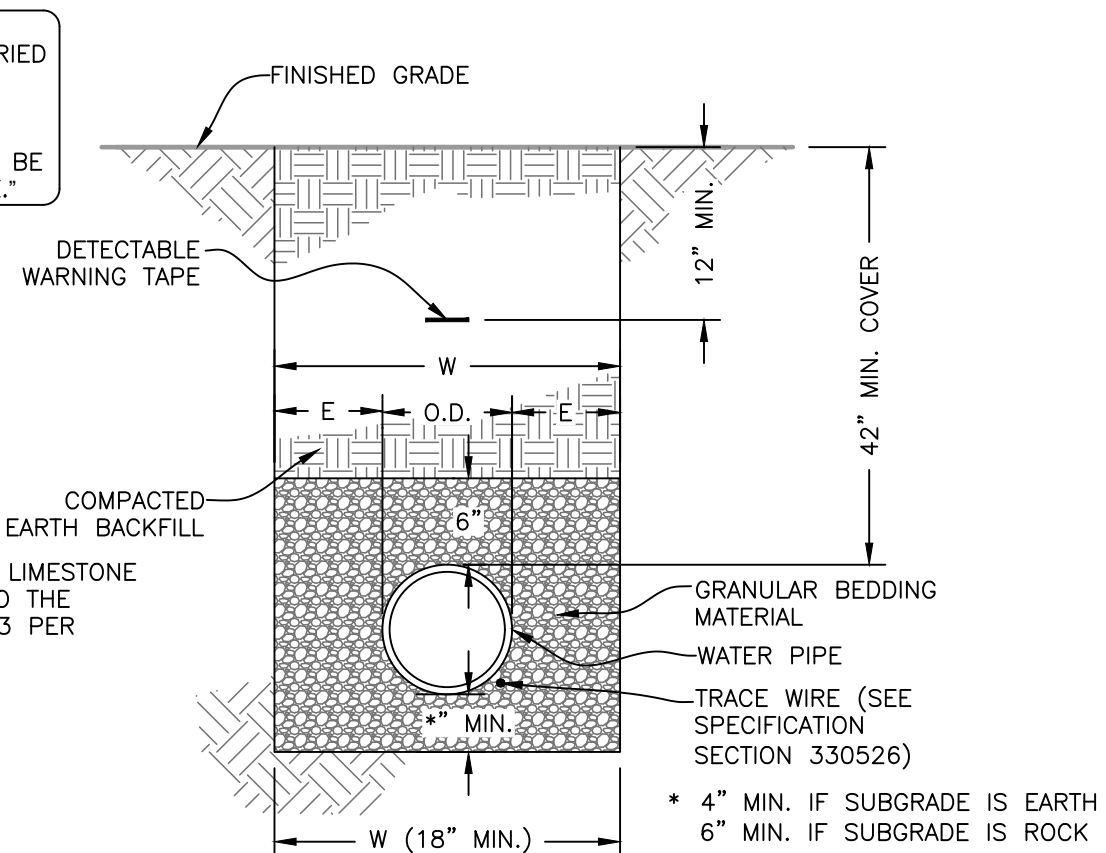 RIED
BE
."
FINISHED GRADE
DETECTABLE
WARNING TAPE
12" MIN.
42" MIN. COVER
W
E
O.D.
E
COMPACTED
EARTH BACKFILL
6"
LIMESTONE
O THE
3 PER
GRANULAR BEDDING
MATERIAL
WATER PIPE
TRACE WIRE (SEE
SPECIFICATION
SECTION 330526)
*" MIN.
* 4" MIN. IF SUBGRADE IS EARTH
6" MIN. IF SUBGRADE IS ROCK
W (18" MIN.)